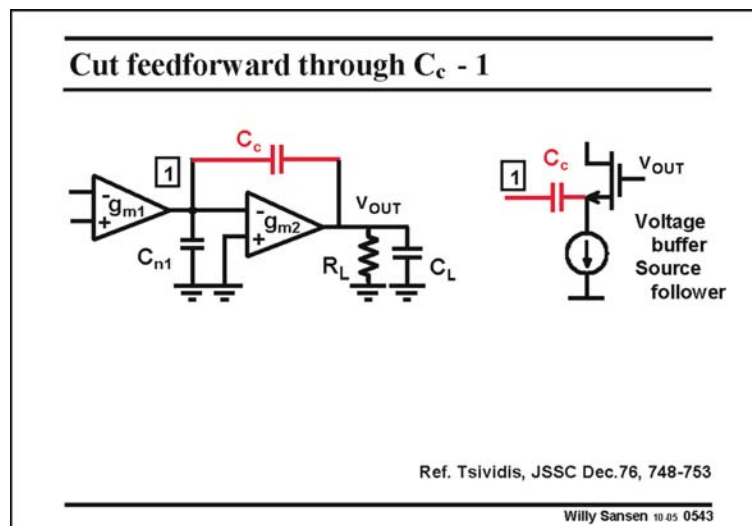 Cut feedforward through Cc - 1
Cc
1
- gm1 +
- gm2 +
Cn1
VOUT
RL
CL
1
Cc
VOUT
Voltage
buffer
Source
follower
Ref. Tsividis, JSSC Dec.76, 748-753
Willy Sansen 10-05 0543